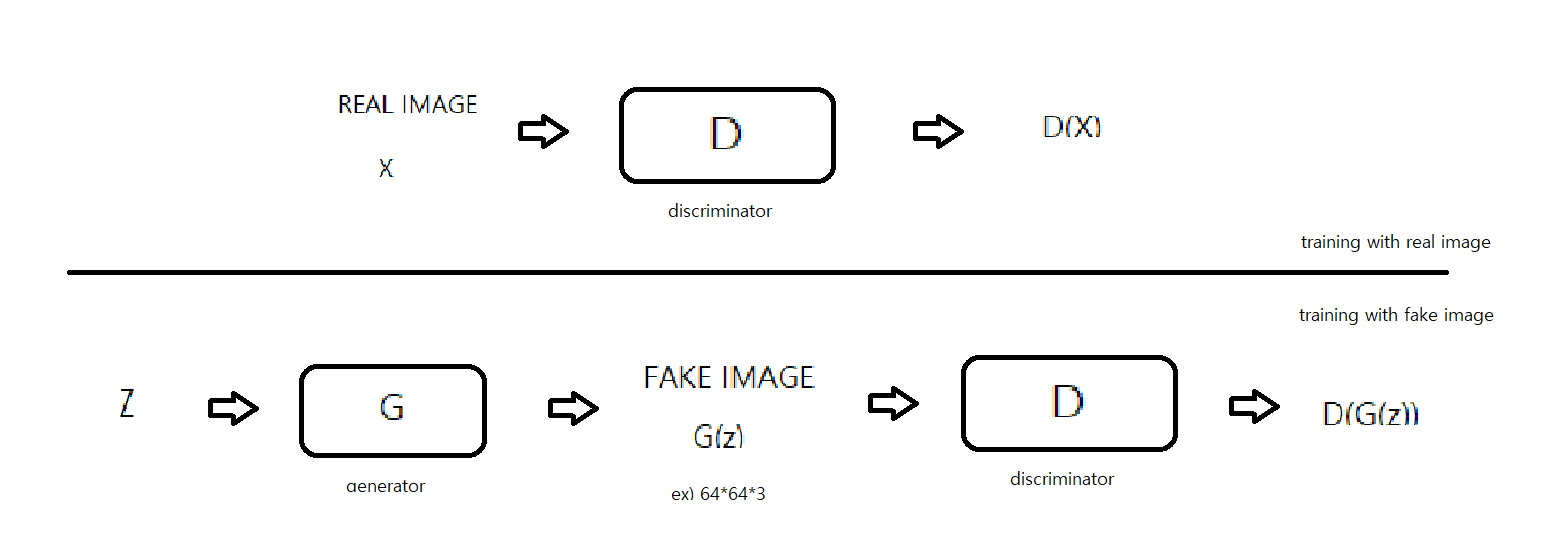 REAL IMAGE
X
D
D(X)
discriminator
training with real image
training with fake image
Z
G
generator
FAKE IMAGE
G(z)
ex) 64*64*3
D
discriminator
D(G(z))